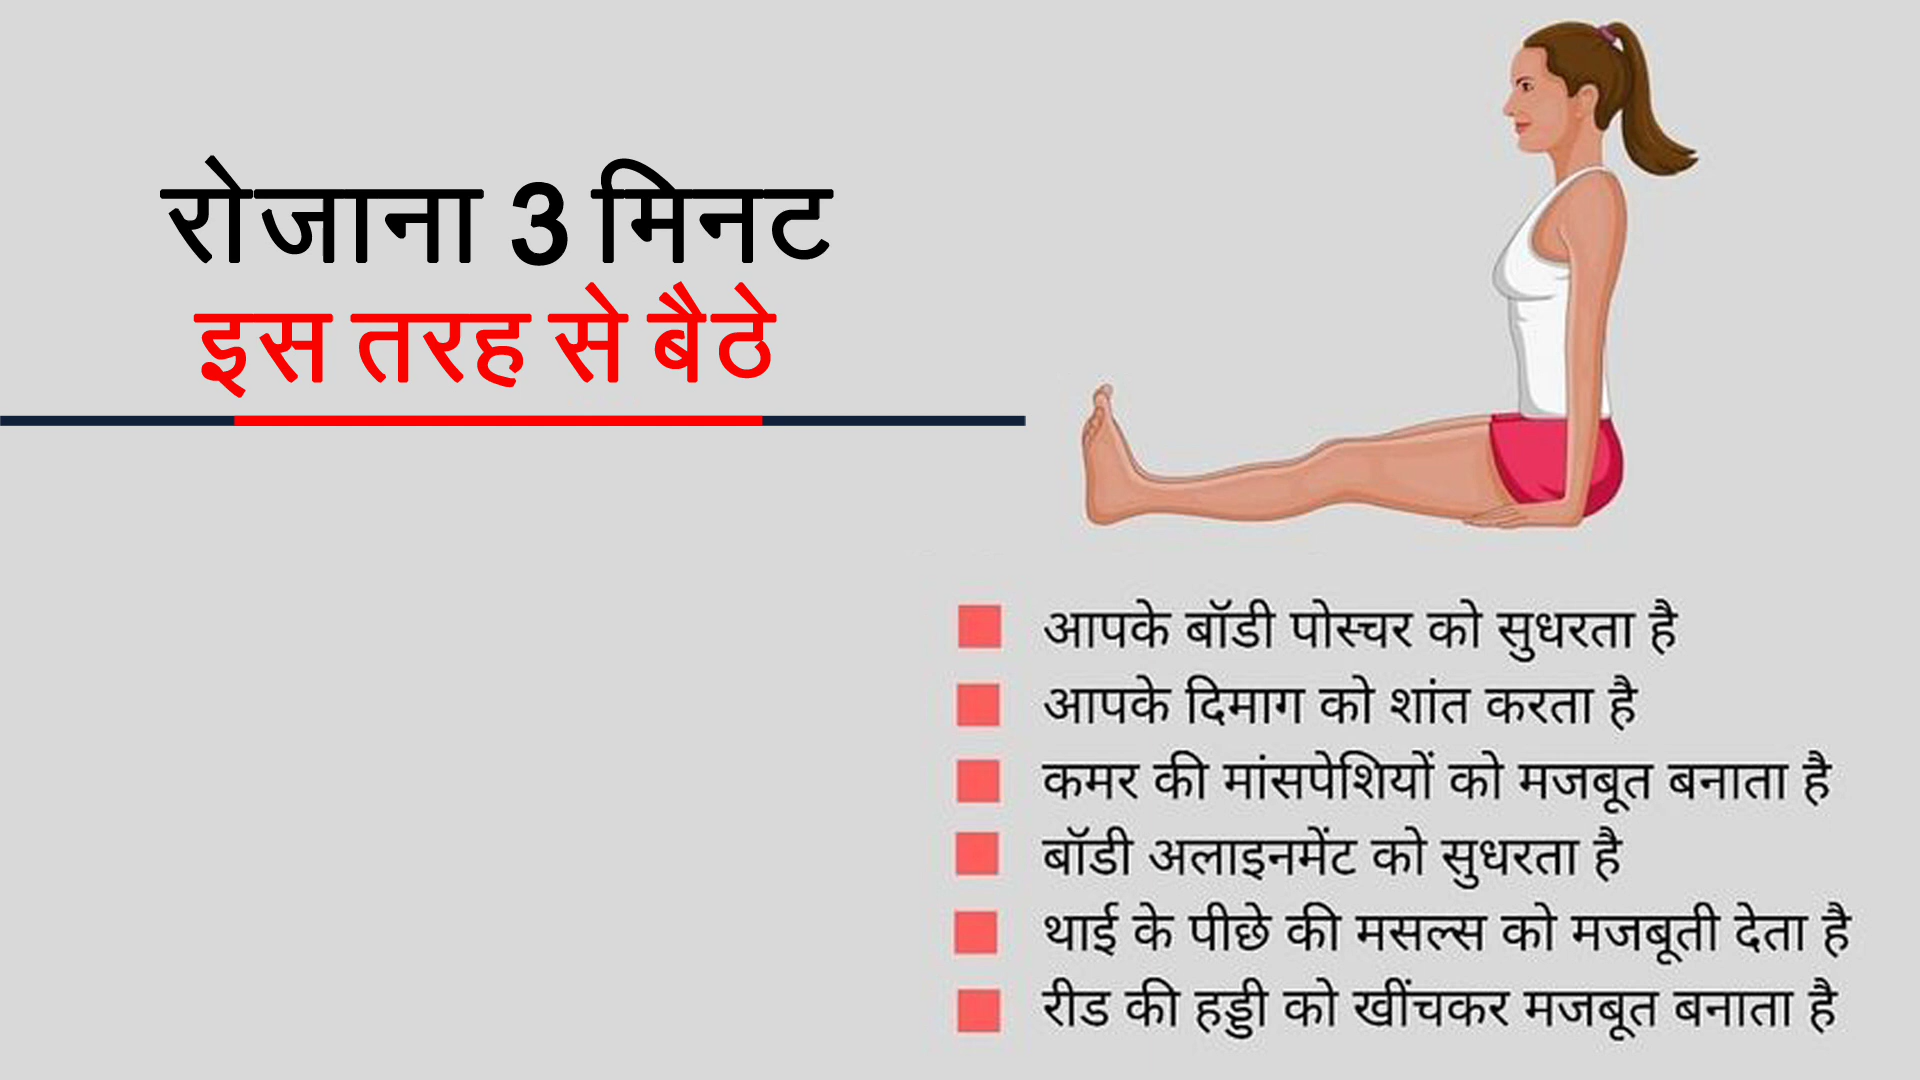 रोजाना 3 मिनट
इस तरह से बैठे
आपके बॉडी पोस्चर को सुधरता है
आपके दिमाग को शांत करता है
कमर की मांसपेशियों को मजबूत बनाता है
बॉडी अलाइनमेंट को सुधरता है
थाई के पीछे की मसल्स को मजबूती देता है
रीड की हड्डी को खींचकर मजबूत बनाता है